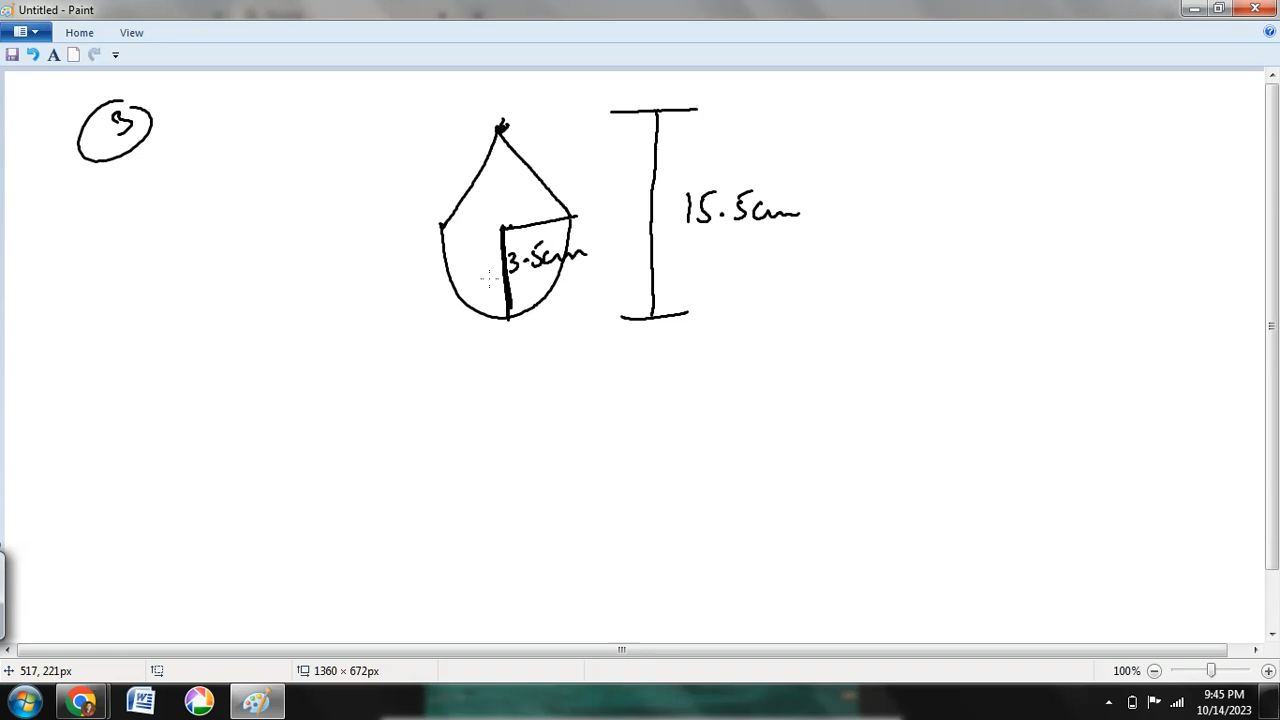 Untitled - Paint
Home View
A
3
15.5cm
3.5cm
517, 221px
1360 × 672px
100%
9:45 PM
10/14/2023